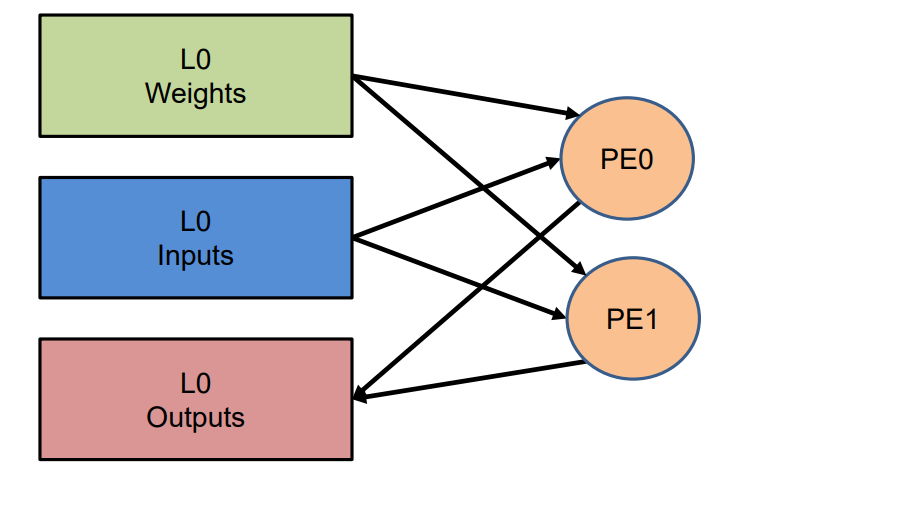 L0
Weights
L0
Inputs
L0
Outputs
PE0
PE1